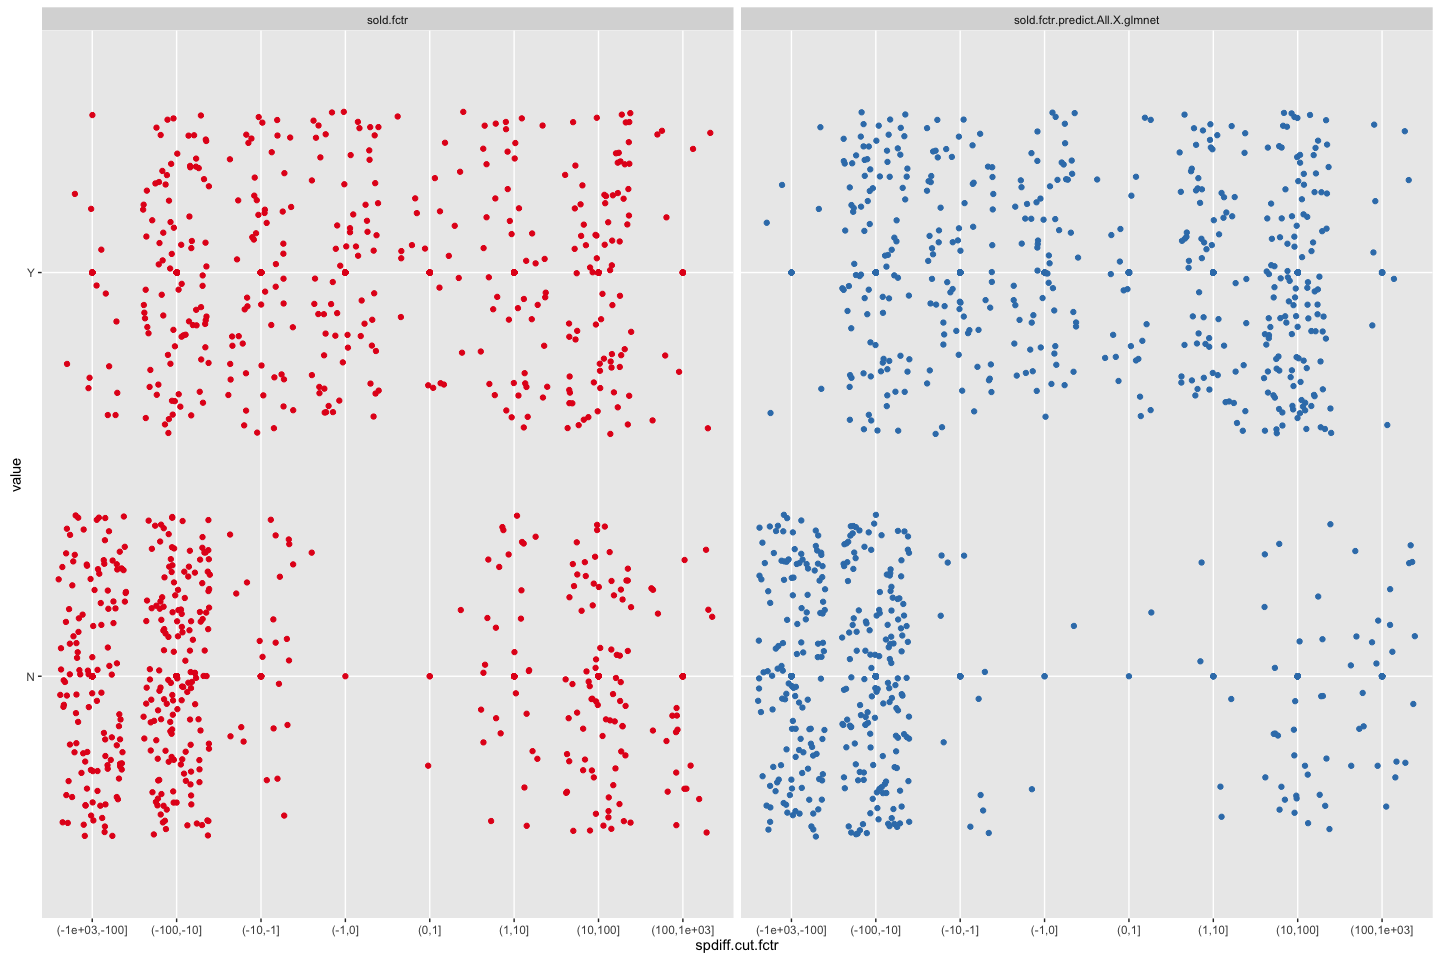 sold.fctr
sold.fctr.predict.All.X.glmnet
value
Y
N
(-1e+03,-100] (-100,-10] (-10,-1] (-1,0] (0,1] (1,10] (10,100] (100,1e+03]
(-1e+03,-100] (-100,-10] (-10,-1] (-1,0] (0,1] (1,10] (10,100] (100,1e+03]
spdiff.cut.fctr